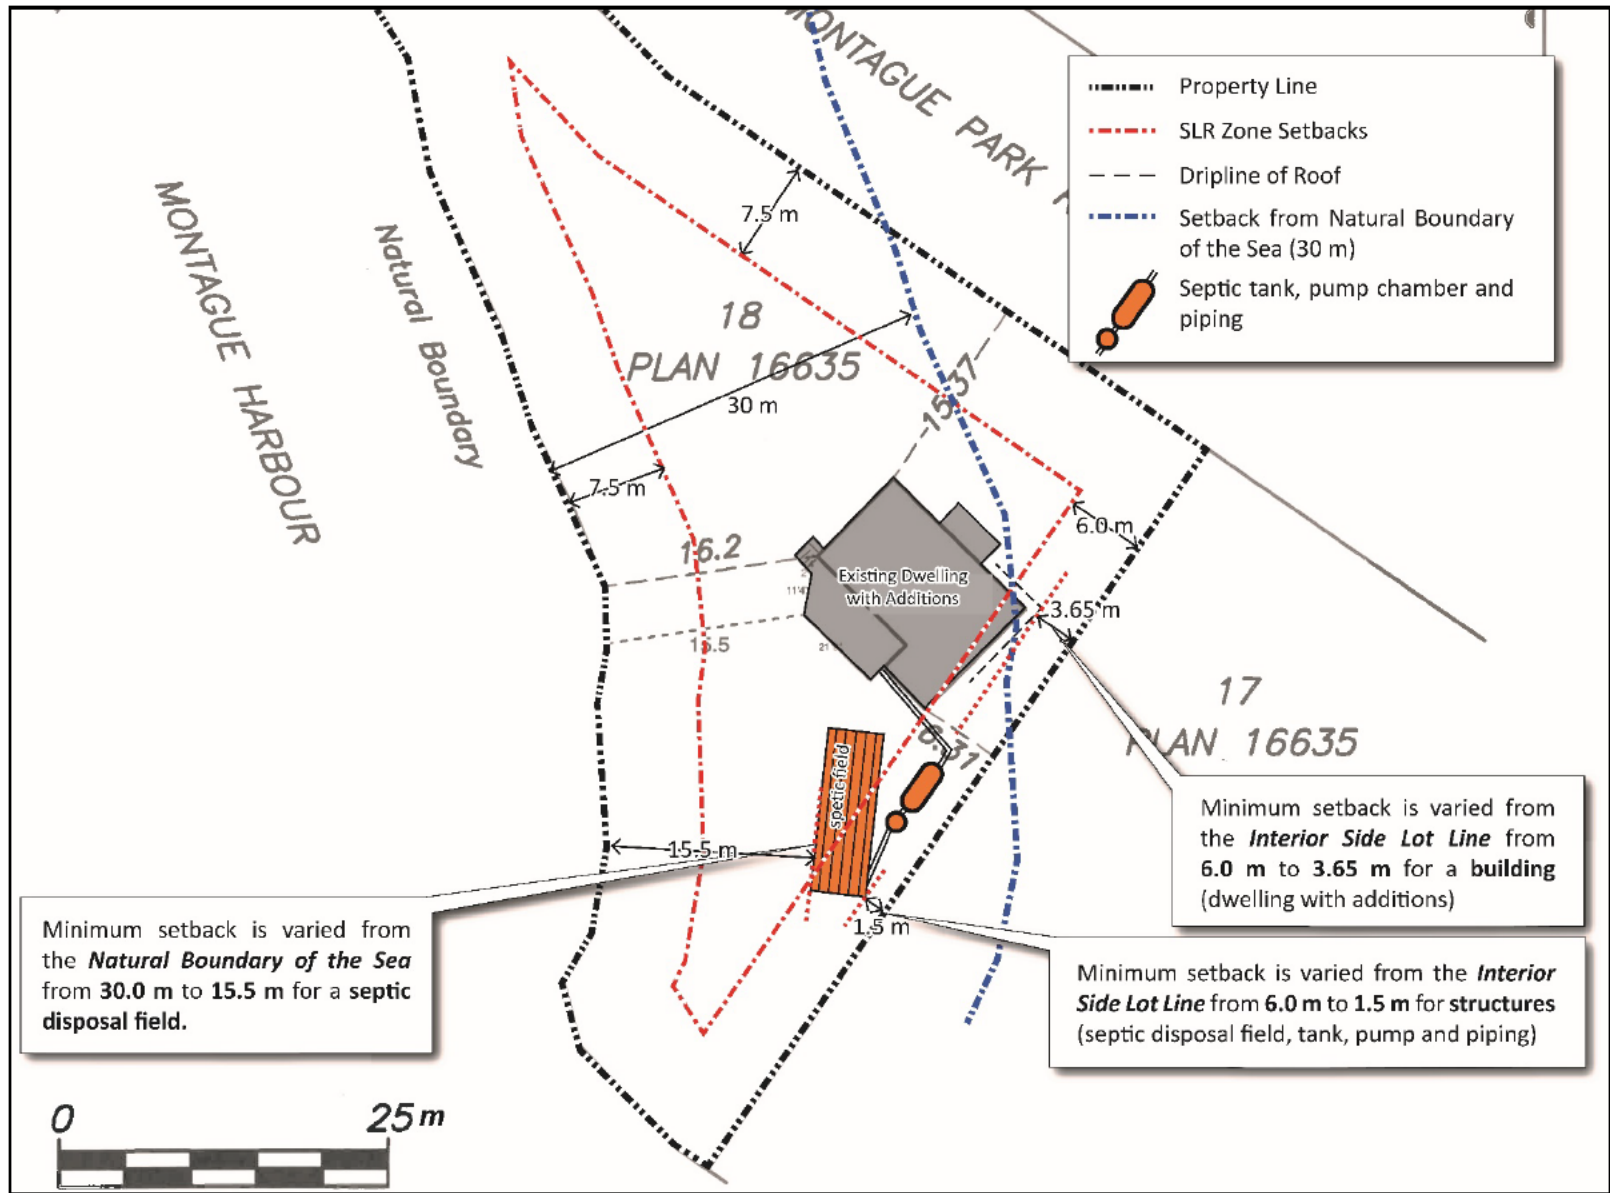 MONTAGUE PARK R
Property Line
SLR Zone Setbacks
Dripline of Roof
Setback from Natural Boundary
of the Sea (30 m)
Septic tank, pump chamber and
piping
MONTAGUE HARBOUR
Natural Boundary
7.5 m
18
PLAN 16635
30 m
15.37
7.5 m
6.0 m
16.2
Existing Dwelling
with Additions
3.65 m
15.5
17
PLAN 16635
6.31
spetic field
15.5 m
1.5 m
Minimum setback is varied from
the Interior Side Lot Line from
6.0 m to 3.65 m for a building
(dwelling with additions)
Minimum setback is varied from
the Natural Boundary of the Sea
from 30.0 m to 15.5 m for a septic
disposal field.
Minimum setback is varied from the Interior
Side Lot Line from 6.0 m to 1.5 m for structures
(septic disposal field, tank, pump and piping)
0 25 m